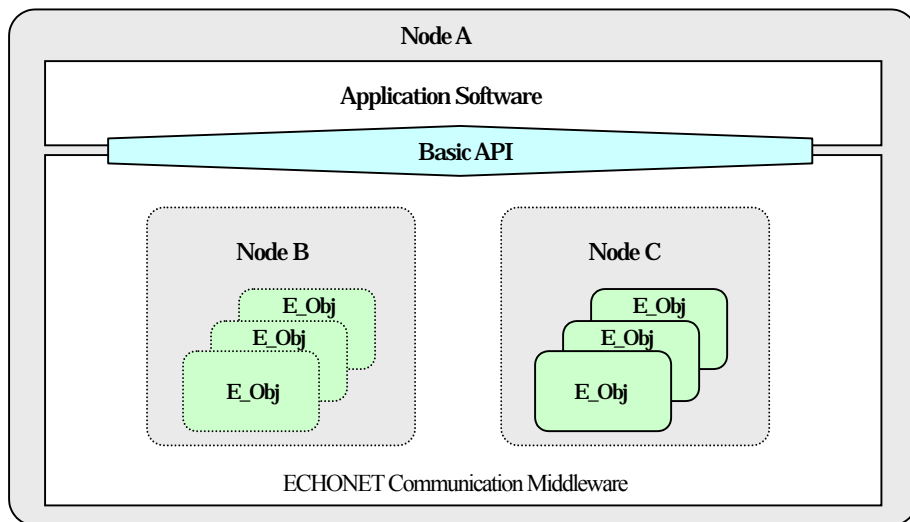 Node A
Application Software
Basic API
Node B
Node C
E_Obj
E_Obj
E_Obj
E_Obj
E_Obj
E_Obj
ECHONET Communication Middleware